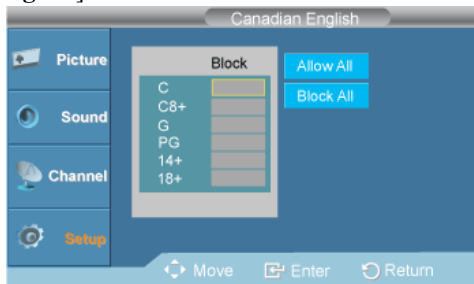 Canadian English
Picture
Sound
Channel
Setup
Block
C
C8+
G
PG
14+
18+
Allow All
Block All
Move Enter Return